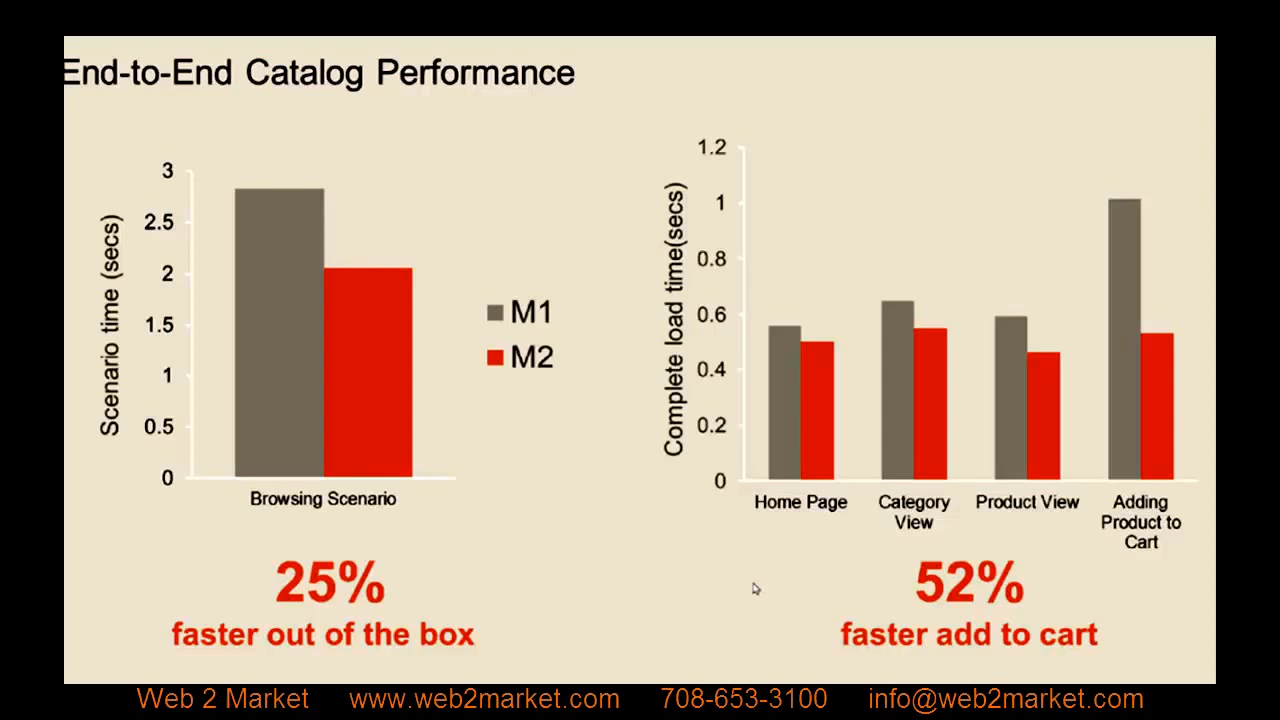 End-to-End Catalog Performance
Scenario time (secs)
3
2.5
2
1.5
1
0.5
0
Browsing Scenario
M1
M2
Complete load time(secs)
1.2
1
0.8
0.6
0.4
0.2
0
Home Page
Category
View
Product View
Adding
Product to
Cart
25%
faster out of the box
52%
faster add to cart
Web 2 Market www.web2market.com 708-653-3100 info@web2market.com